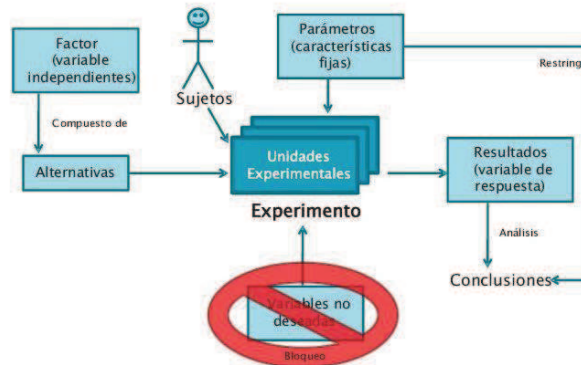 Factor
(variable
independientes)
Compuesto de
Alternativas
Sujetos
Parámetros
(características
fijas)
Restring
Unidades
Experimentales
Experimento
Resultados
(variable de
respuesta)
Análisis
Conclusiones
Variables no
deseadas
Bloqueo